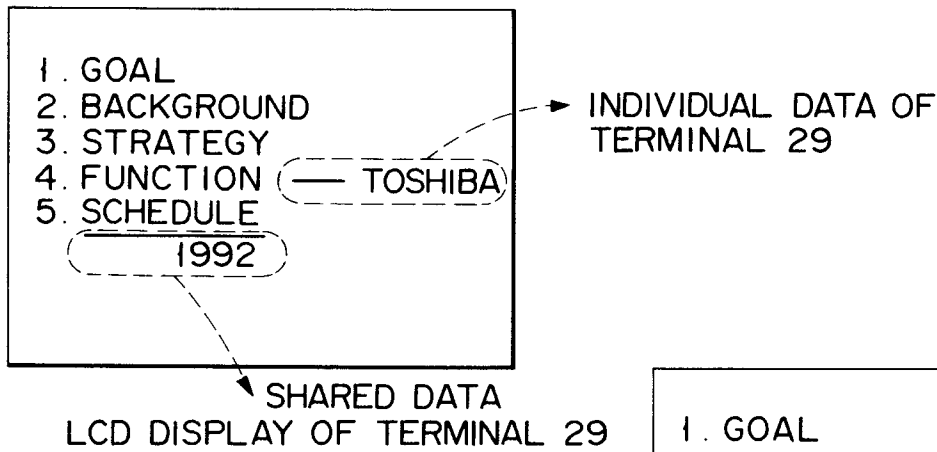 1. GOAL
2. BACKGROUND
3. STRATEGY
4. FUNCTION — TOSHIBA
5. SCHEDULE
1992
INDIVIDUAL DATA OF
TERMINAL 29
SHARED DATA
LCD DISPLAY OF TERMINAL 29
1. GOAL